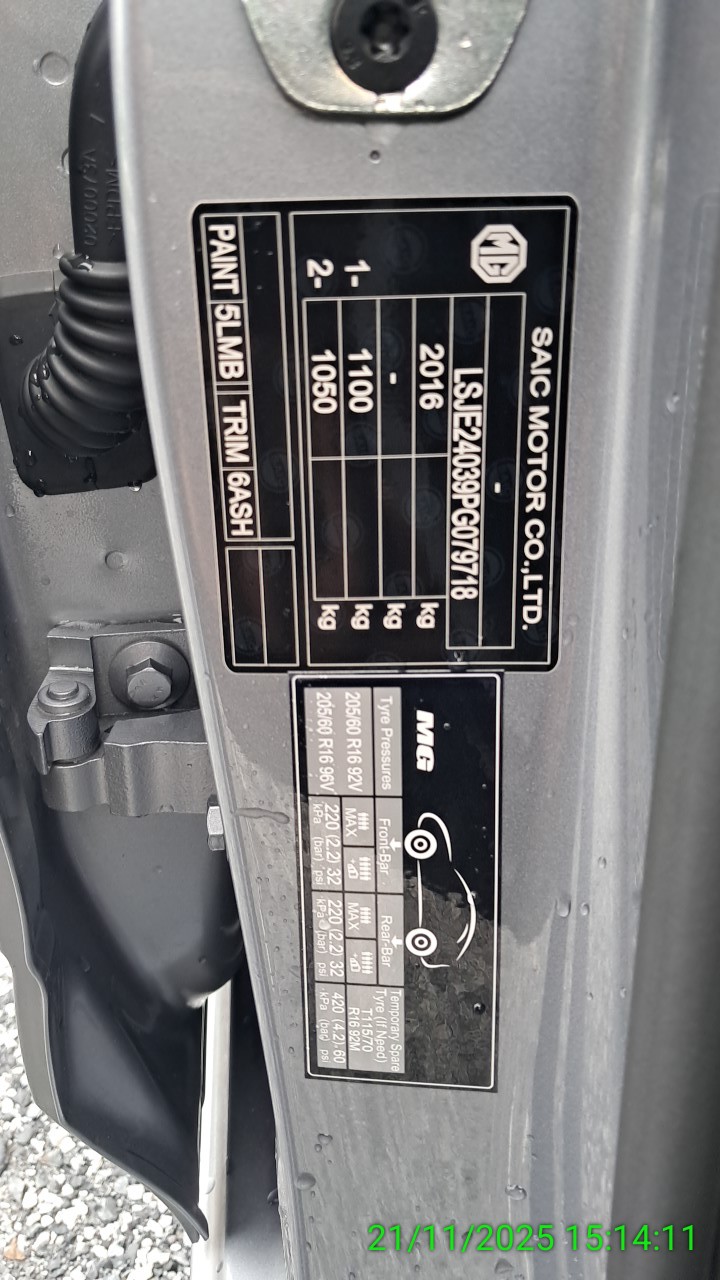 MG
SAIC MOTOR CO.,LTD.
-
LSJE24039PG079718
2016 kg
- kg
1- 1100 kg
2- 1050 kg
PAINT 5LMB TRIM 6ASH
MG
Tyre Pressures Front-Bar Rear-Bar Temporary Spare Tyre (If Need) T115/70 R16 92M
MAX MAX
205/60 R16 92V
205/60 R16 96V
220 (2.2) 32 220 (2.2) 32 420 (4.2) 60
kPa (bar) psi kPa (bar) psi kPa (bar) psi
21/11/2025 15:14:11